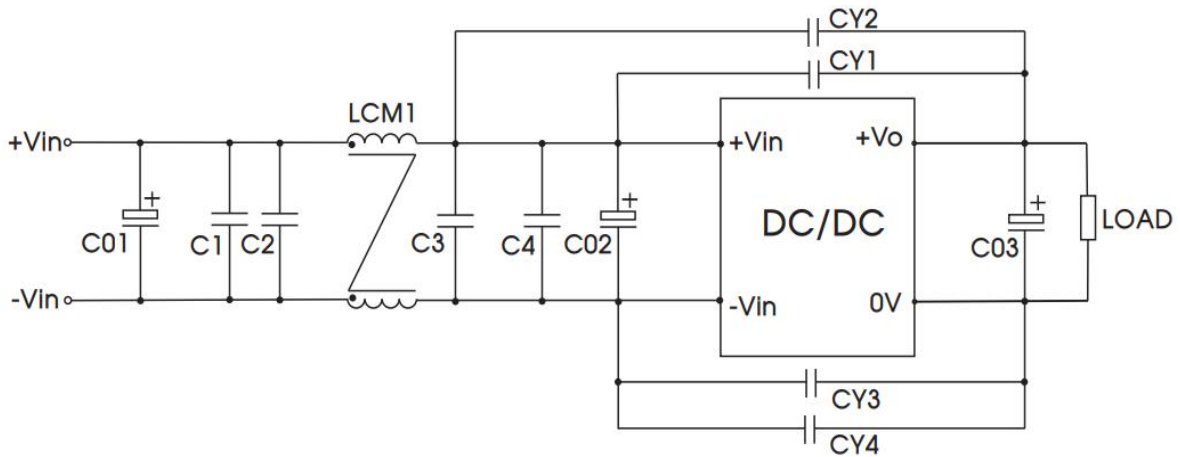 CY2
CY1
LCM1
+Vin
+Vin
+Vo
+
+
+
C01
C1
C2
C3
C4
C02
DC/DC
C03
LOAD
-Vin
-Vin
0V
CY3
CY4